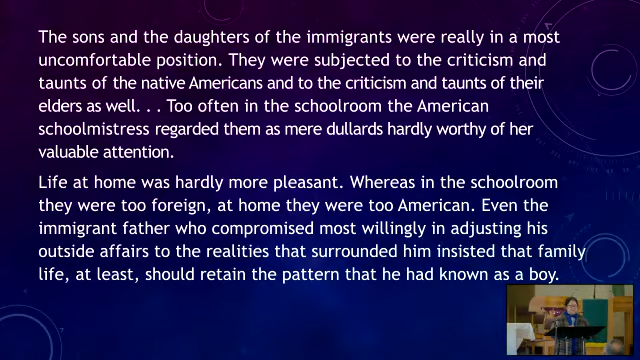 The sons and the daughters of the immigrants were really in a most
uncomfortable position. They were subjected to the criticism and
taunts of the native Americans and to the criticism and taunts of their
elders as well. . . Too often in the schoolroom the American
schoolmistress regarded them as mere dullards hardly worthy of her
valuable attention.
Life at home was hardly more pleasant. Whereas in the schoolroom
they were too foreign, at home they were too American. Even the
immigrant father who compromised most willingly in adjusting his
outside affairs to the realities that surrounded him insisted that family
life, at least, should retain the pattern that he had known as a boy.